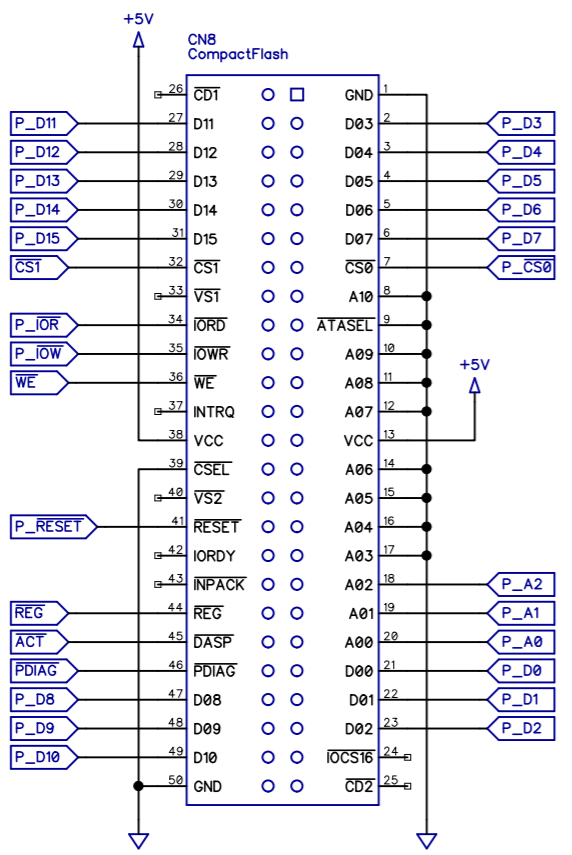 +5V
CN8
CompactFlash
26 CD1 GND 1
P_D11 27 D11 D03 2 P_D3
P_D12 28 D12 D04 3 P_D4
P_D13 29 D13 D05 4 P_D5
P_D14 30 D14 D06 5 P_D6
P_D15 31 D15 D07 6 P_D7
CS1 32 CS1 CS0 7 P_CS0
33 VS1 A10 8
P_IOR 34 IORD ATASEL 9
P_IOW 35 IOWR A09 10
+5V
WE 36 WE A08 11
37 INTRQ A07 12
38 VCC VCC 13
39 CSEL A06 14
40 VS2 A05 15
P_RESET 41 RESET A04 16
42 IORDY A03 17
43 INPACK A02 18 P_A2
REG 44 REG A01 19 P_A1
ACT 45 DASP A00 20 P_A0
PDIAG 46 PDIAG D00 21 P_D0
P_D8 47 D08 D01 22 P_D1
P_D9 48 D09 D02 23 P_D2
P_D10 49 D10 IOCS16 24
50 GND CD2 25